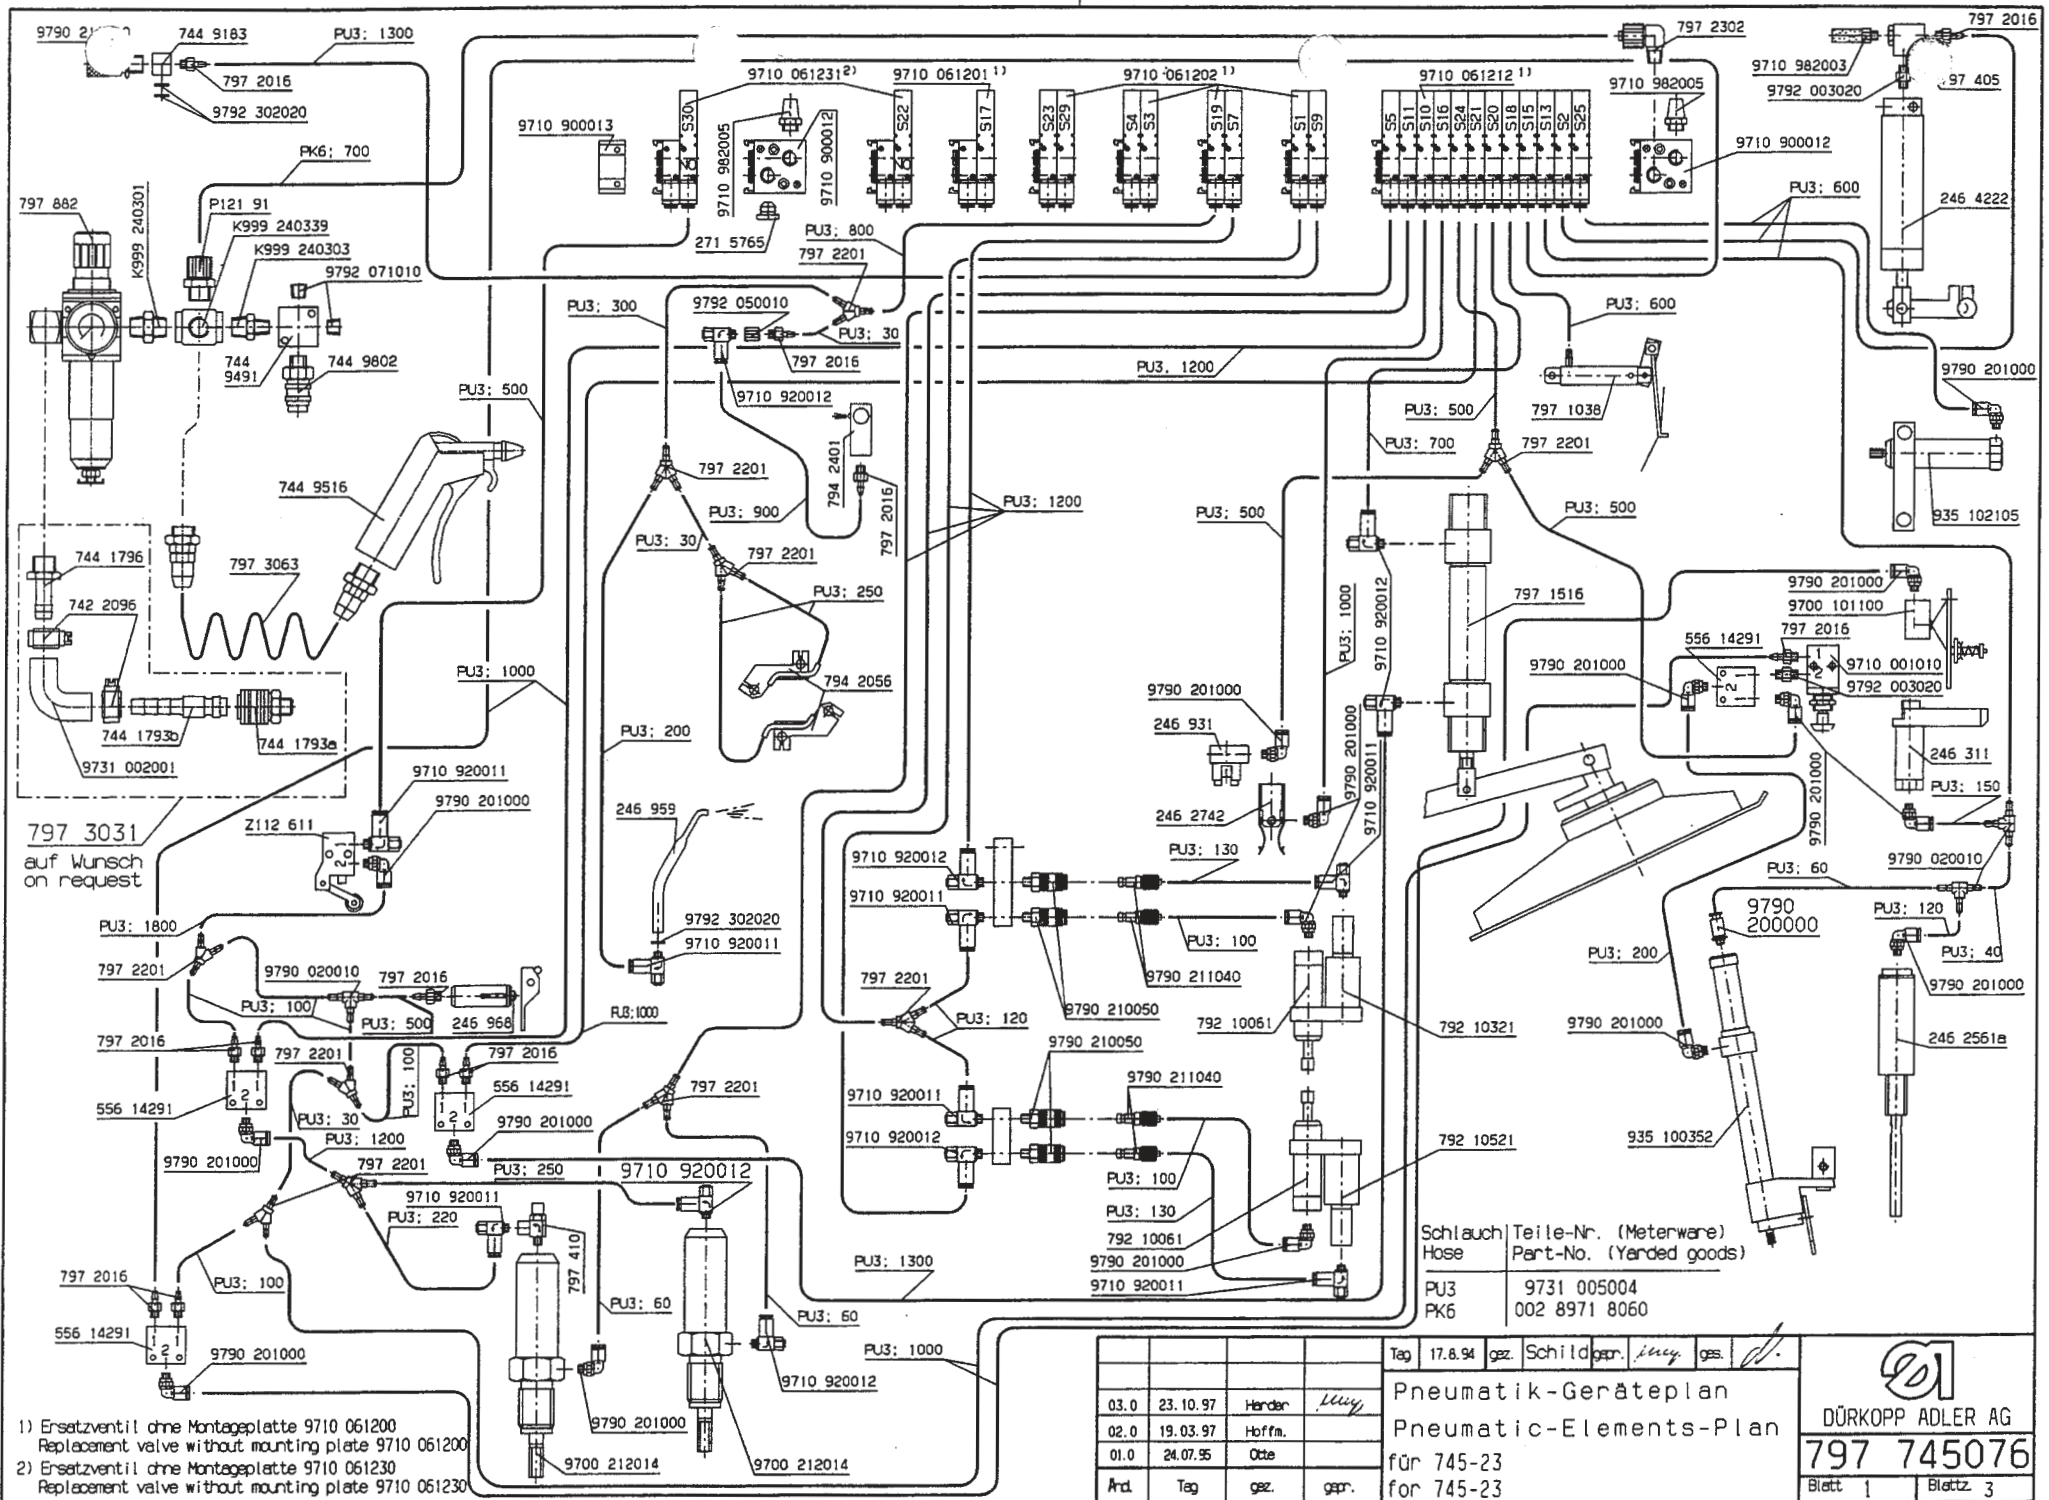 744 9183
PU3; 1300
797 2016
9792 302020
PK6; 700
797 882
K999 240301
P121 91
K999 240339
K999 240303
9792 071010
744
9491
744 9802
9710 900013
9710 061231 2)
S30
9710 982005
9710 900012
271 5765
S22
9710 061201 1)
S17
9710 061202 1)
S23
S29
S4
S3
S19
S7
S1
S9
9710 061212 1)
S5
S11
S10
S16
S24
S21
S20
S18
S15
S13
S2
S25
797 2302
9710 982005
9710 900012
PU3; 600
797 2016
9710 982003
97 405
9792 003020
246 4222
PU3; 800
797 2201
PU3; 300
9792 050010
PU3; 30
797 2016
9710 920012
PU3, 1200
PU3; 600
797 1038
9790 201000
935 102105
PU3; 500
744 9516
797 3063
797 2201
PU3; 900
794 2401
797 2016
PU3; 1200
PU3; 500
797 2201
PU3; 700
PU3; 500
PU3; 500
PU3; 30
797 2201
PU3; 250
794 2056
744 1796
742 2096
744 1793b
744 1793a
9731 002001
797 3031
auf Wunsch
on request
PU3; 1000
PU3; 200
PU3; 1000
9710 920012
797 1516
9790 201000
9700 101100
556 14291
797 2016
9790 201000
9710 001010
9792 003020
246 311
9790 201000
PU3; 150
9790 020010
PU3; 60
9790
200000
PU3; 120
PU3; 40
9790 201000
PU3; 200
9790 201000
246 2561a
935 100352
9790 201000
246 931
246 2742
9790 201000
9710 920011
PU3; 130
9710 920011
9790 201000
Z112 611
246 959
9792 302020
9710 920011
9710 920012
9710 920011
PU3; 100
9790 211040
9790 210050
792 10061
792 10321
PU3; 1800
797 2201
9790 020010
797 2016
PU3; 100
PU3; 500
246 968
797 2016
797 2201
PU3; 100
797 2016
556 14291
PU3; 30
556 14291
9790 201000
PU3; 1200
9790 201000
797 2201
PU3; 250
9710 920012
9710 920011
PU3; 220
797 410
PU3;1000
797 2201
797 2201
PU3; 120
9790 210050
9710 920011
9790 211040
9710 920012
PU3; 100
PU3; 130
792 10521
792 10061
9790 201000
9710 920011
PU3; 1300
PU3; 60
PU3; 60
PU3; 1000
PU3; 100
797 2016
556 14291
9790 201000
9790 201000
9700 212014
9710 920012
9700 212014
1) Ersatzventil ohne Montageplatte 9710 061200
Replacement valve without mounting plate 9710 061200
2) Ersatzventil ohne Montageplatte 9710 061230
Replacement valve without mounting plate 9710 061230
Schlauch Teile-Nr. (Meterware)
Hose Part-No. (Yarded goods)
PU3 9731 005004
PK6 002 8971 8060
Tag 17.8.94 gez. Schild gepr. ges.
Pneumatik-Geräteplan
Pneumatic-Elements-Plan
für 745-23
for 745-23
03.0 23.10.97 Harder
02.0 19.03.97 Hoffm.
01.0 24.07.95 Otte
Änd. Tag gez. gepr.
DÜRKOPP ADLER AG
797 745076
Blatt 1 Blattz. 3